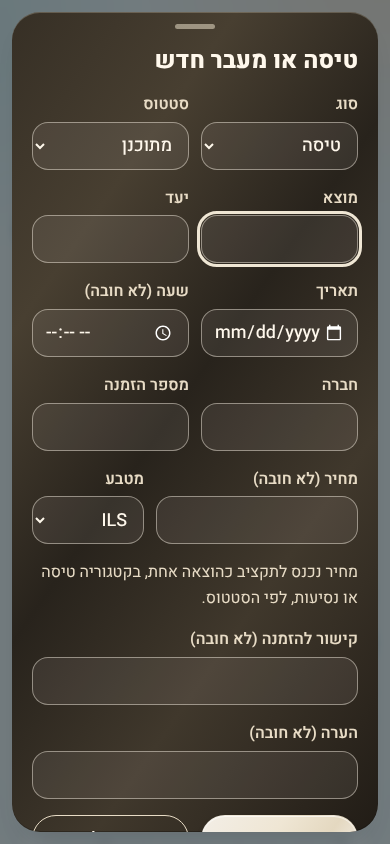 טיסה או מעבר חדש
סוג
סטטוס
טיסה
מתוכנן
מוצא
יעד
תאריך
שעה (לא חובה)
mm/dd/yyyy
--:-- --
חברה
מספר הזמנה
מחיר (לא חובה)
מטבע
ILS
מחיר נכנס לתקציב כהוצאה אחת, בקטגוריה טיסה
או נסיעות, לפי הסטטוס.
קישור להזמנה (לא חובה)
הערה (לא חובה)